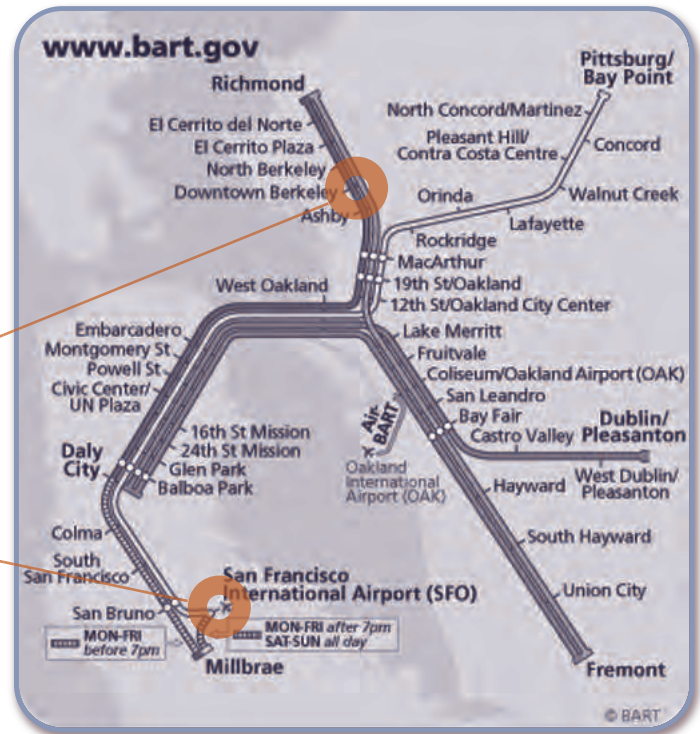 www.bart.gov
Richmond
El Cerrito del Norte
El Cerrito Plaza
North Berkeley
Downtown Berkeley
Ashby
Pittsburg/
Bay Point
North Concord/Martinez
Pleasant Hill/
Contra Costa Centre
Concord
Walnut Creek
Orinda
Lafayette
Rockridge
MacArthur
19th St/Oakland
12th St/Oakland City Center
West Oakland
Embarcadero
Montgomery St
Powell St
Civic Center/
UN Plaza
16th St Mission
24th St Mission
Glen Park
Balboa Park
Daly
City
Lake Merritt
Fruitvale
Coliseum/Oakland Airport (OAK)
San Leandro
Bay Fair
Castro Valley
Dublin/
Pleasanton
West Dublin/
Pleasanton
Air-
BART
Oakland
International
Airport (OAK)
Hayward
South Hayward
Union City
Fremont
Colma
South
San Francisco
San Bruno
San Francisco
International Airport (SFO)
MON-FRI
before 7pm
MON-FRI after 7pm
SAT-SUN all day
Millbrae
© BART